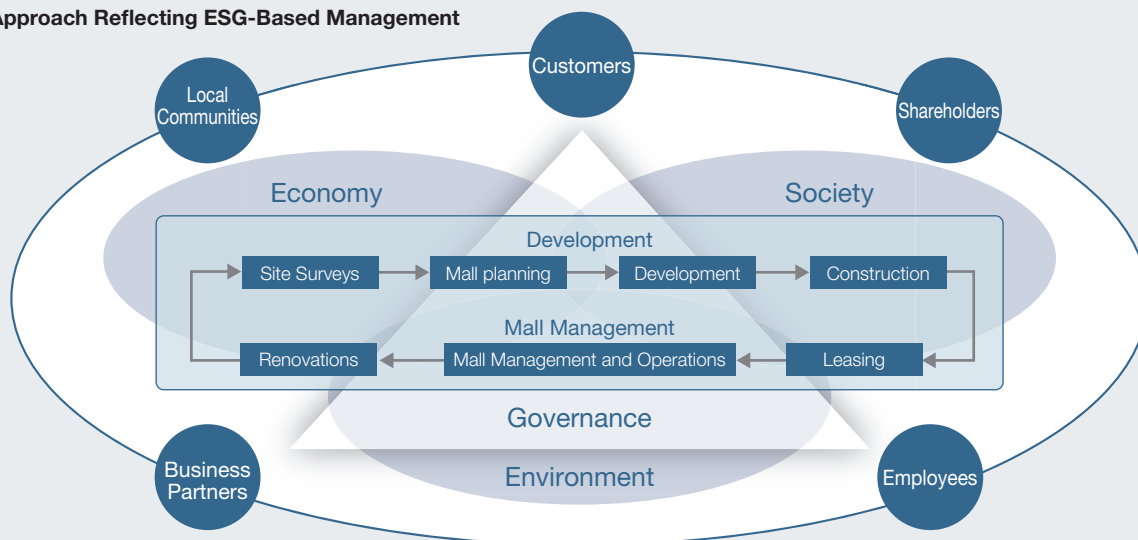 Approach Reflecting ESG-Based Management
Customers
Local
Communities
Shareholders
Economy
Society
Development
Site Surveys
Mall planning
Development
Construction
Mall Management
Renovations
Mall Management and Operations
Leasing
Governance
Environment
Business
Partners
Employees